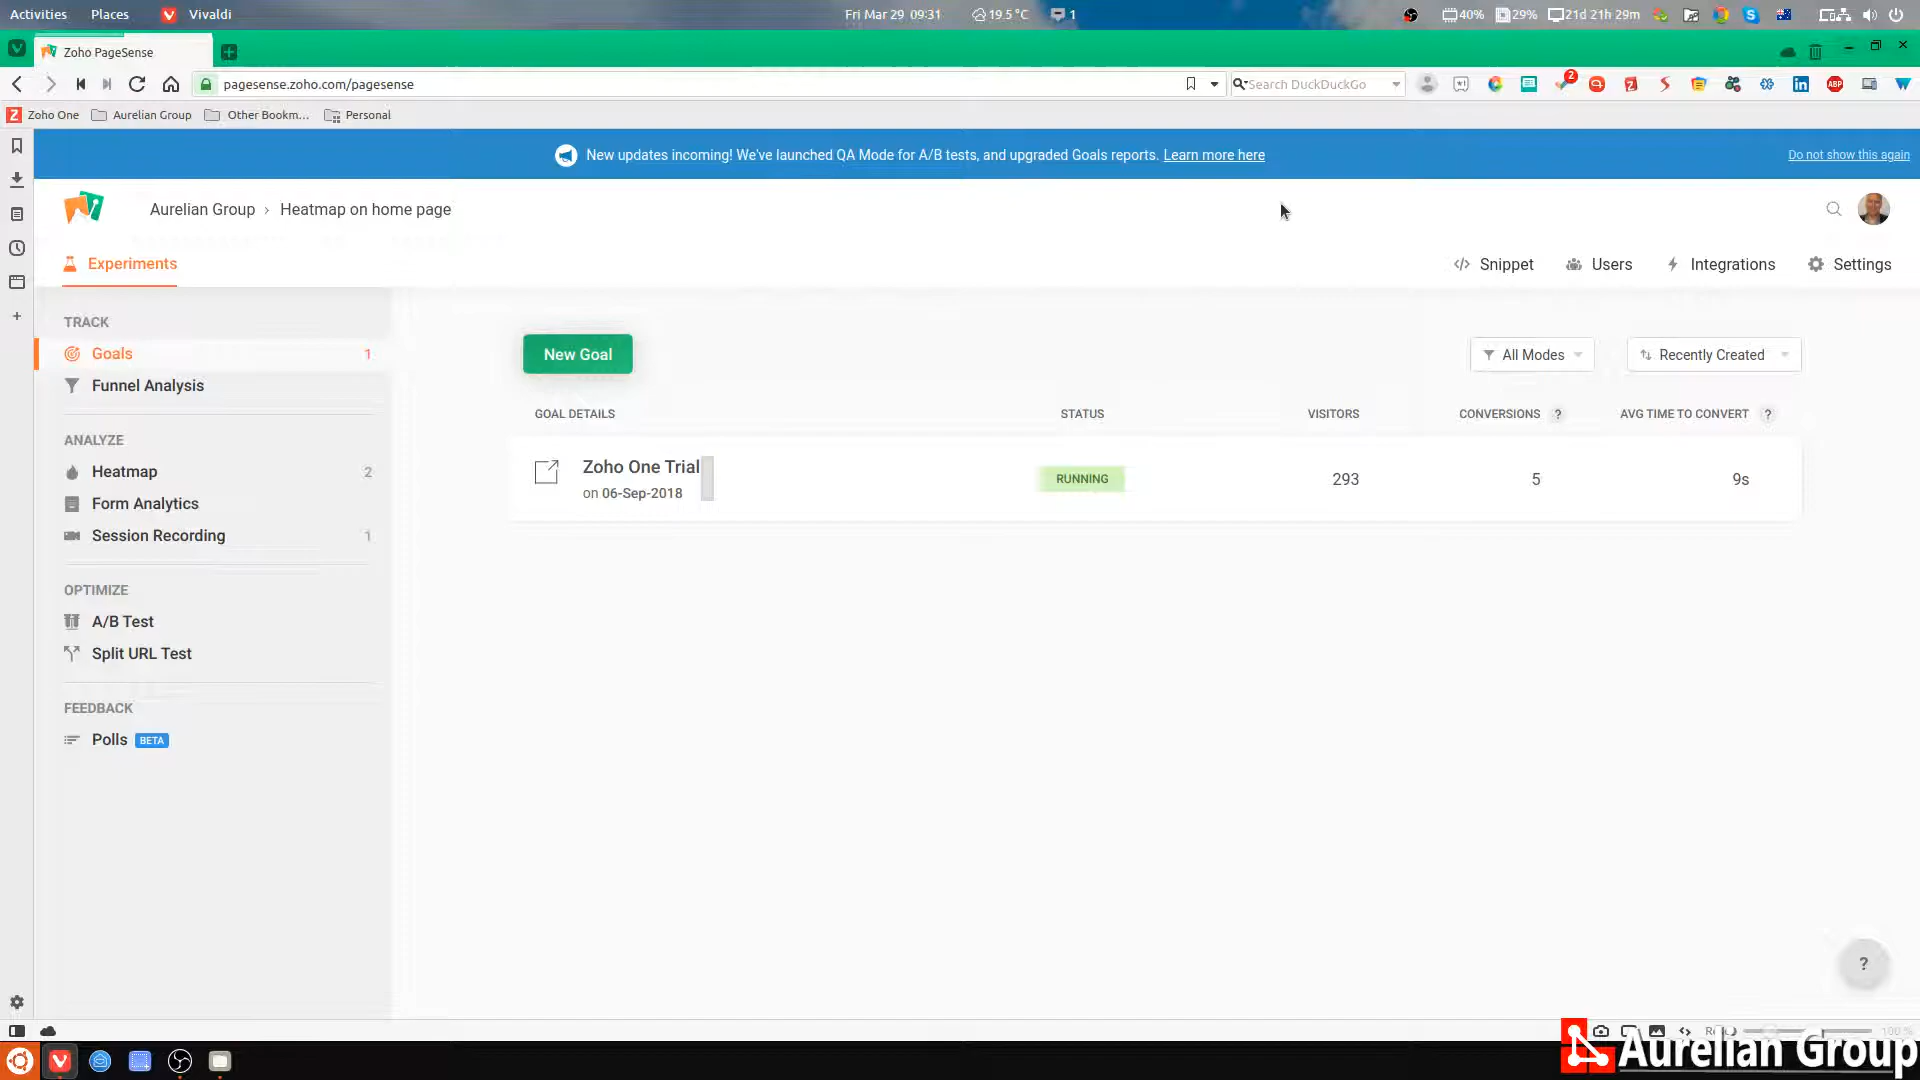 Activities Places Vivaldi Fri Mar 29 09:31 19.5°C 1 40% 29% 21d 21h 29m
Zoho PageSense
pagesense.zoho.com/pagesense Search DuckDuckGo 2 ABP
Zoho One Aurelian Group Other Bookm... Personal
New updates incoming! We've launched QA Mode for A/B tests, and upgraded Goals reports. Learn more here Do not show this again
Aurelian Group › Heatmap on home page
Experiments Snippet Users Integrations Settings
TRACK
Goals 1
Funnel Analysis
ANALYZE
Heatmap 2
Form Analytics
Session Recording 1
OPTIMIZE
A/B Test
Split URL Test
FEEDBACK
Polls BETA
New Goal All Modes Recently Created
GOAL DETAILS STATUS VISITORS CONVERSIONS ? AVG TIME TO CONVERT ?
Zoho One Trial RUNNING 293 5 9s
on 06-Sep-2018
?
100 %
Aurelian Group